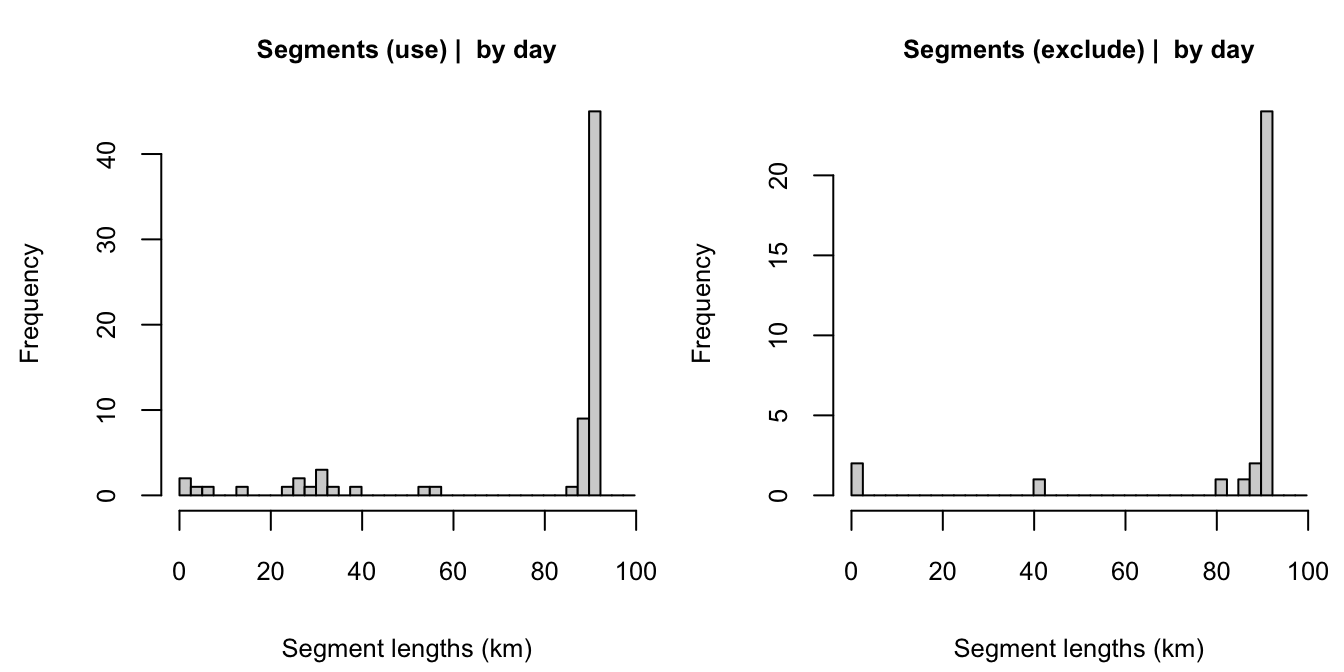 Segments (use) |  by day
Frequency
0
10
20
30
40
0 20 40 60 80 100
Segment lengths (km)
Segments (exclude) |  by day
Frequency
0
5
10
15
20
0 20 40 60 80 100
Segment lengths (km)